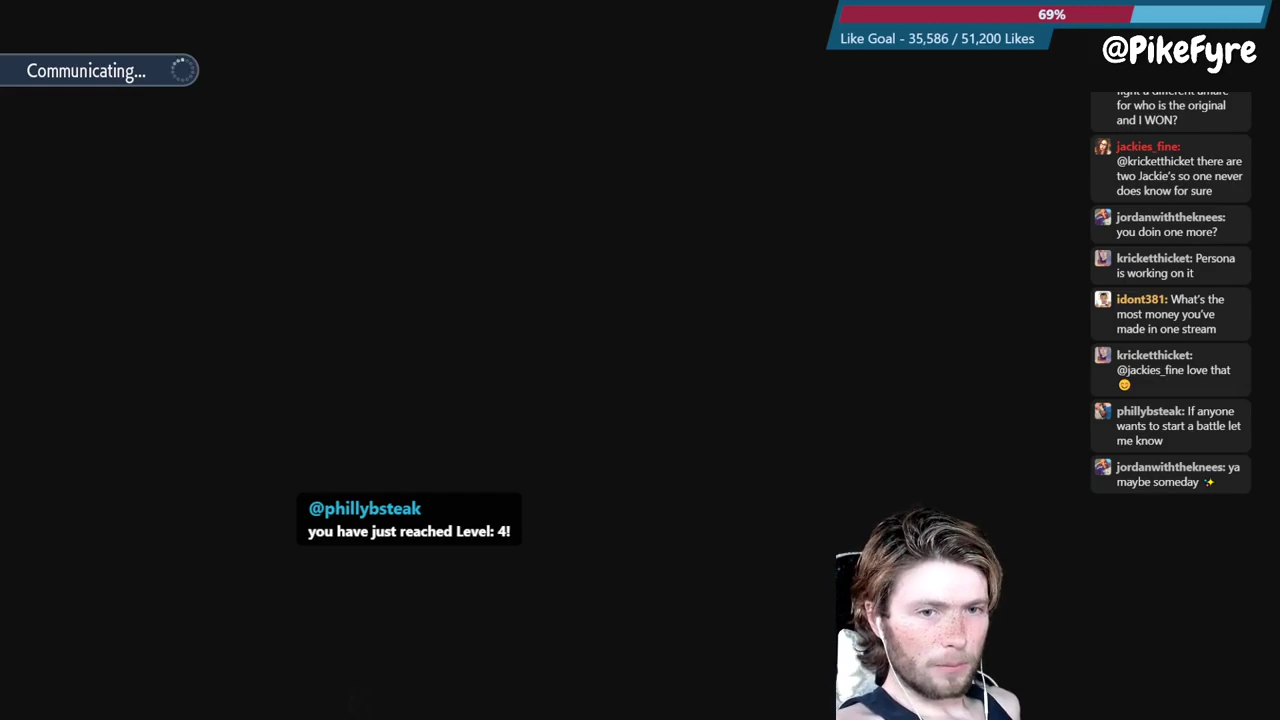 69%
Like Goal - 35,586 / 51,200 Likes
@PikeFyre
Communicating...
for who is the original
and I WON?
jackies_fine:
@kricketthicket there are
two Jackie's so one never
does know for sure
jordanwiththeknees:
you doin one more?
kricketthicket: Persona
is working on it
idont381: What's the
most money you've
made in one stream
kricketthicket:
@jackies_fine love that
😊
phillybsteak: If anyone
wants to start a battle let
me know
jordanwiththeknees: ya
maybe someday ✨
@phillybsteak
you have just reached Level: 4!